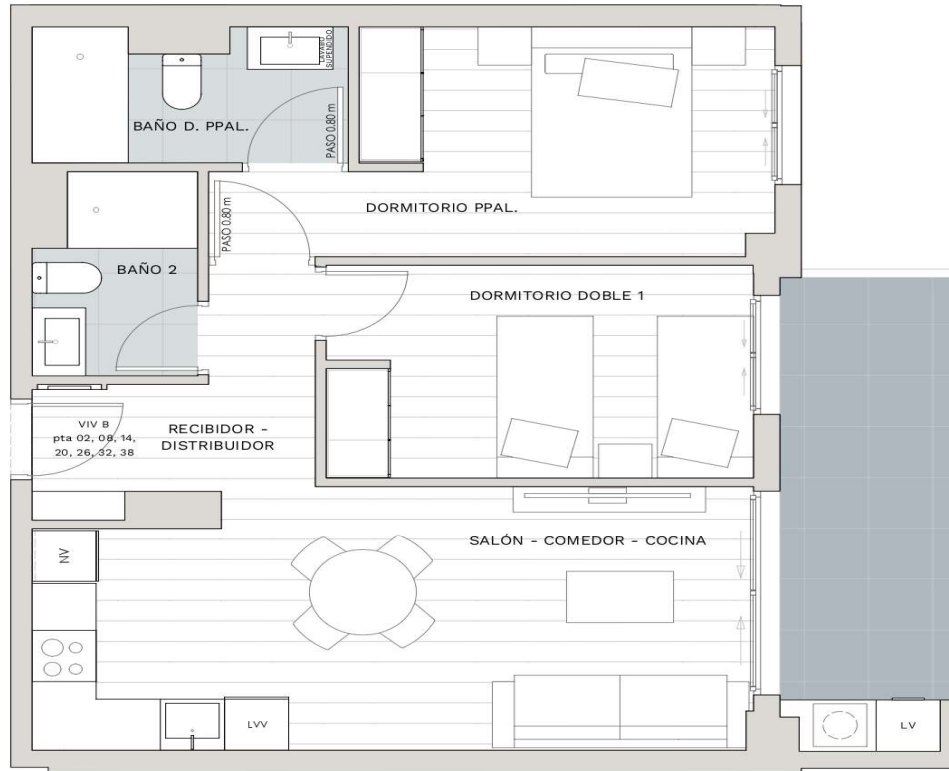 LAVABO
SUPENDIDO
BAÑO D. PPAL.
PASO 0.80 m
DORMITORIO PPAL.
PASO 0.80 m
BAÑO 2
DORMITORIO DOBLE 1
VIV B
pta 02, 08, 14,
20, 26, 32, 38
RECIBIDOR -
DISTRIBUIDOR
SALÓN - COMEDOR - COCINA
NV
LVV
LV